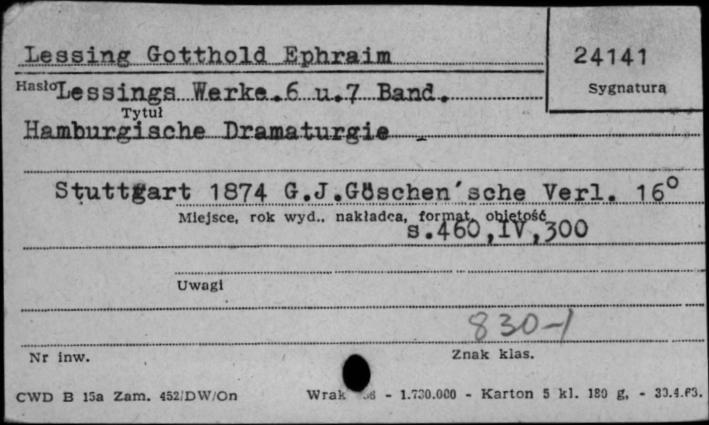 Lessing Gotthold Ephraim
24141
Sygnatura
Hasło Lessings Werke.6 u.7 Band.
Tytuł
Hamburgische Dramaturgie -
Stuttgart 1874 G.J.Göschen'sche Verl. 16°
Miejsce, rok wyd., nakładca, format, objętość
s.460,IV,300
Uwagi
830-1
Nr inw.
Znak klas.
CWD B 15a Zam. 452/DW/On Wrak - 1.730.000 - Karton 5 kl. 180 g, - 30.4.63.